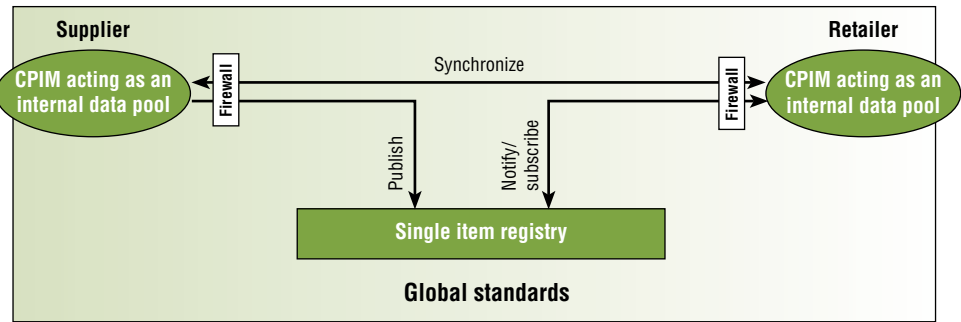 Supplier
Retailer
CPIM acting as an
internal data pool
Firewall
Synchronize
Firewall
CPIM acting as an
internal data pool
Publish
Notify/
subscribe
Single item registry
Global standards